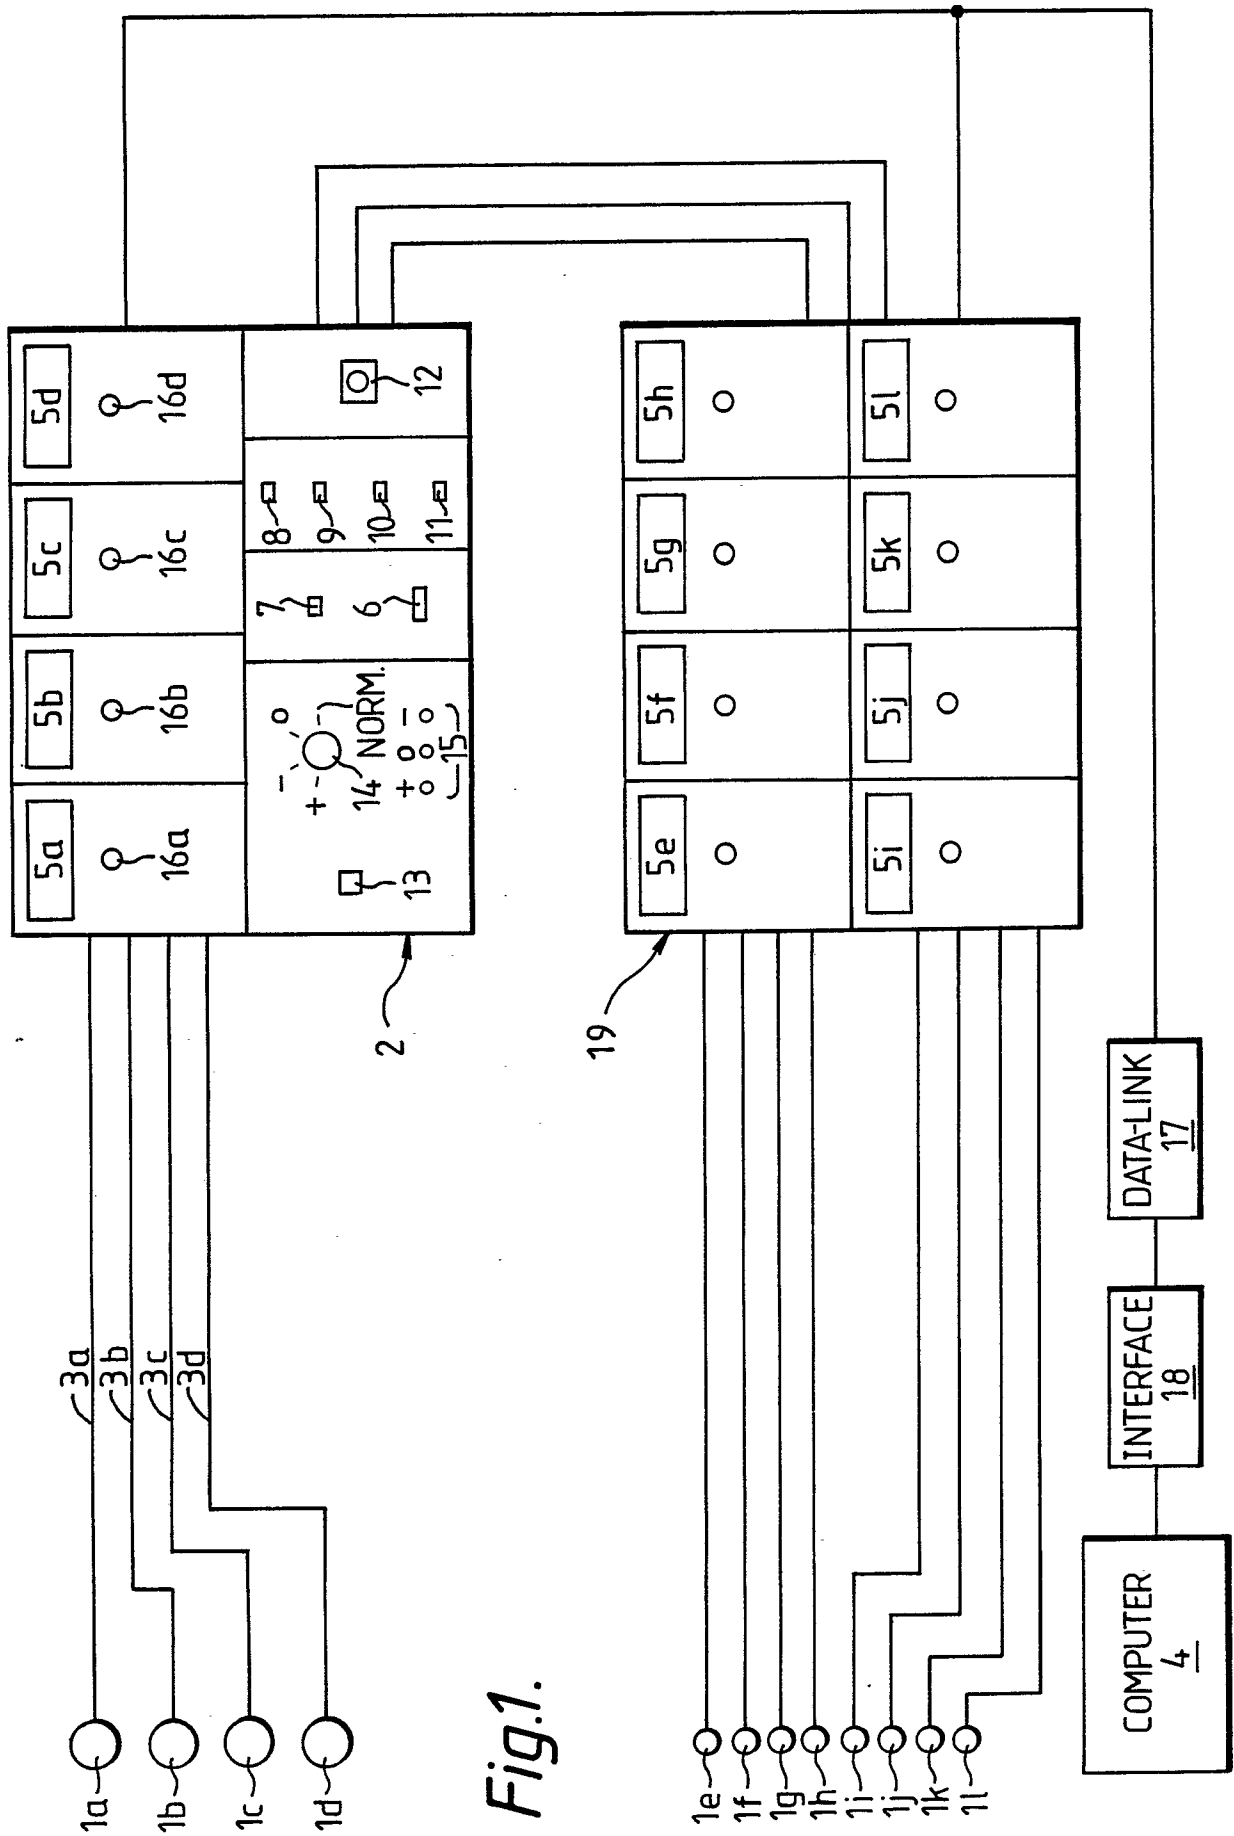 1a
1b
1c
1d
3a
3b
3c
3d
2
5a
5b
5c
5d
16a
16b
16c
16d
13
14
NORM.
+
-
o
+ o -
15
7
6
8
9
10
11
12
Fig.1.
1e
1f
1g
1h
1i
1j
1k
1l
19
5e
5f
5g
5h
5i
5j
5k
5l
COMPUTER
4
INTERFACE
18
DATA-LINK
17